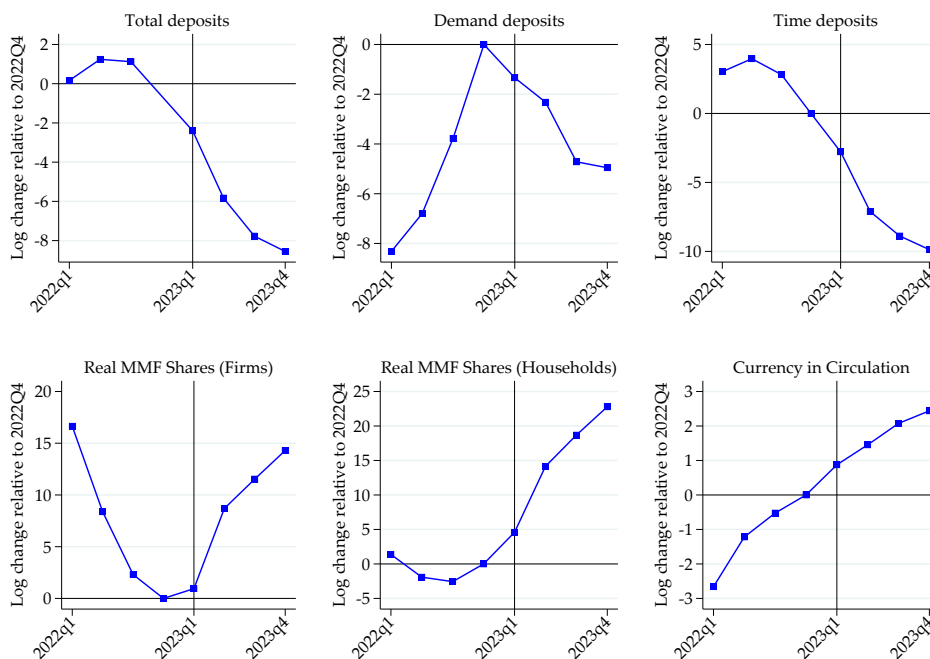 Total deposits
Log change relative to 2022Q4
2
0
-2
-4
-6
-8
2022q1
2023q1
2023q4
Demand deposits
Log change relative to 2022Q4
0
-2
-4
-6
-8
2022q1
2023q1
2023q4
Time deposits
Log change relative to 2022Q4
5
0
-5
-10
2022q1
2023q1
2023q4
Real MMF Shares (Firms)
Log change relative to 2022Q4
20
15
10
5
0
2022q1
2023q1
2023q4
Real MMF Shares (Households)
Log change relative to 2022Q4
25
20
15
10
5
0
-5
2022q1
2023q1
2023q4
Currency in Circulation
Log change relative to 2022Q4
3
2
1
0
-1
-2
-3
2022q1
2023q1
2023q4